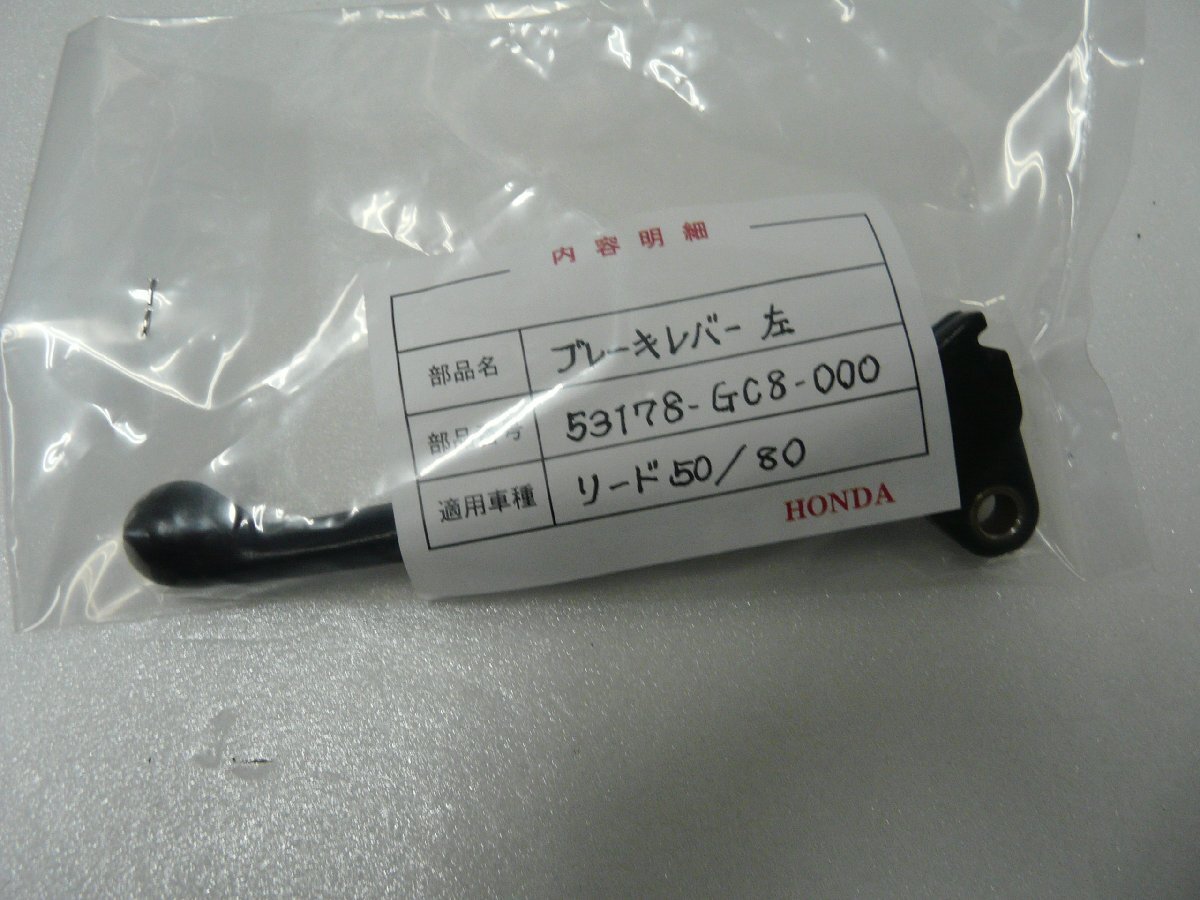 内容明細
部品名 ブレーキレバー 左
部品番号 53178-GC8-000
適用車種 リード50/80
HONDA